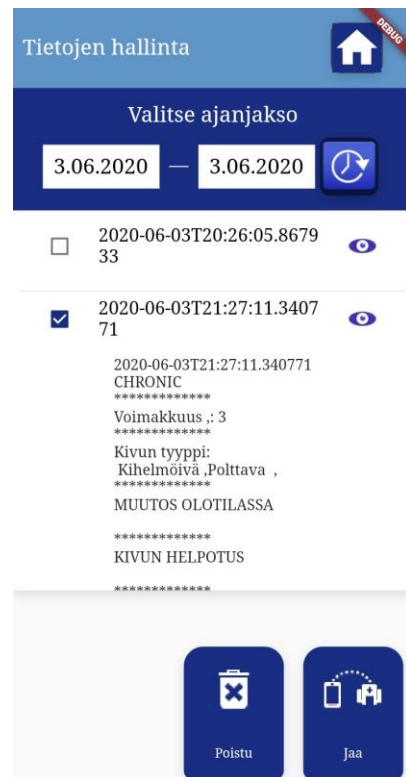 DEBUG
Tietojen hallinta
Valitse ajanjakso
3.06.2020 — 3.06.2020
2020-06-03T20:26:05.8679
33
2020-06-03T21:27:11.3407
71
2020-06-03T21:27:11.340771
CHRONIC
*************
Voimakkuus ,: 3
*************
Kivun tyyppi:
Kihelmöivä ,Polttava ,
*************
MUUTOS OLOTILASSA
*************
KIVUN HELPOTUS
*************
Poistu
Jaa